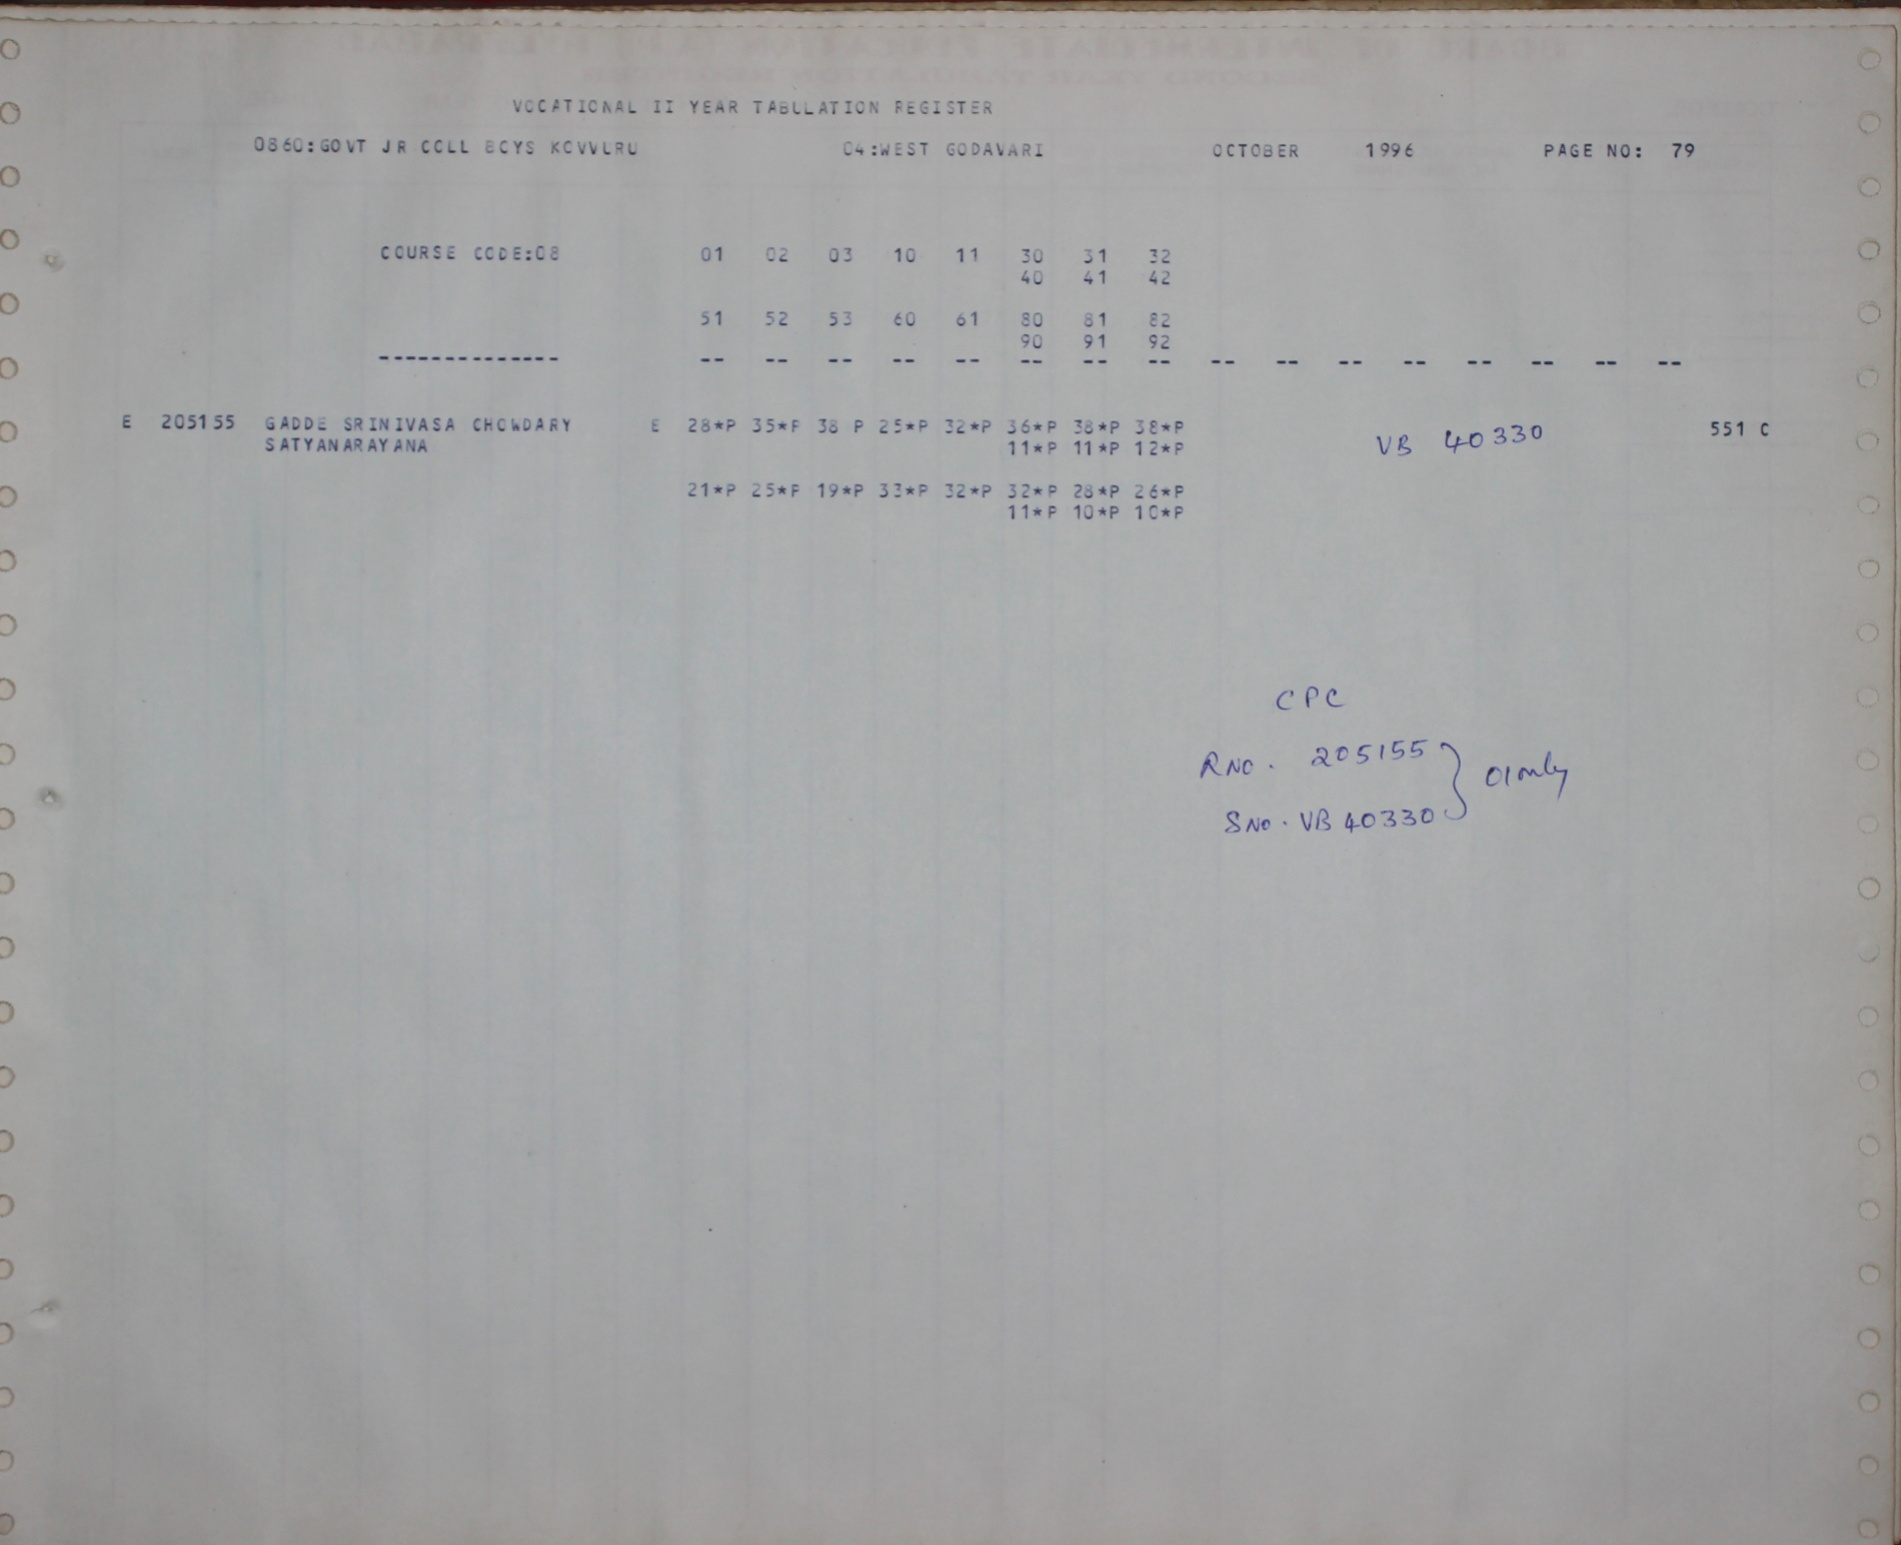 VOCATIONAL II YEAR TABULATION REGISTER
0860:GOVT JR COLL BOYS KOVVURU 04:WEST GODAVARI OCTOBER 1996 PAGE NO: 79
COURSE CODE:08 01 02 03 10 11 30 31 32
40 41 42
51 52 53 60 61 80 81 82
90 91 92
-------------- -- -- -- -- -- -- -- -- -- -- -- -- -- -- -- --
E 205155 GADDE SRINIVASA CHOWDARY E 28*P 35*P 38 P 25*P 32*P 36*P 38*P 38*P VB 40330 551 C
SATYANARAYANA 11*P 11*P 12*P
21*P 25*P 19*P 33*P 32*P 32*P 28*P 26*P
11*P 10*P 10*P
CPC
RNo. 205155 } 01 only
SNo. VB 40330